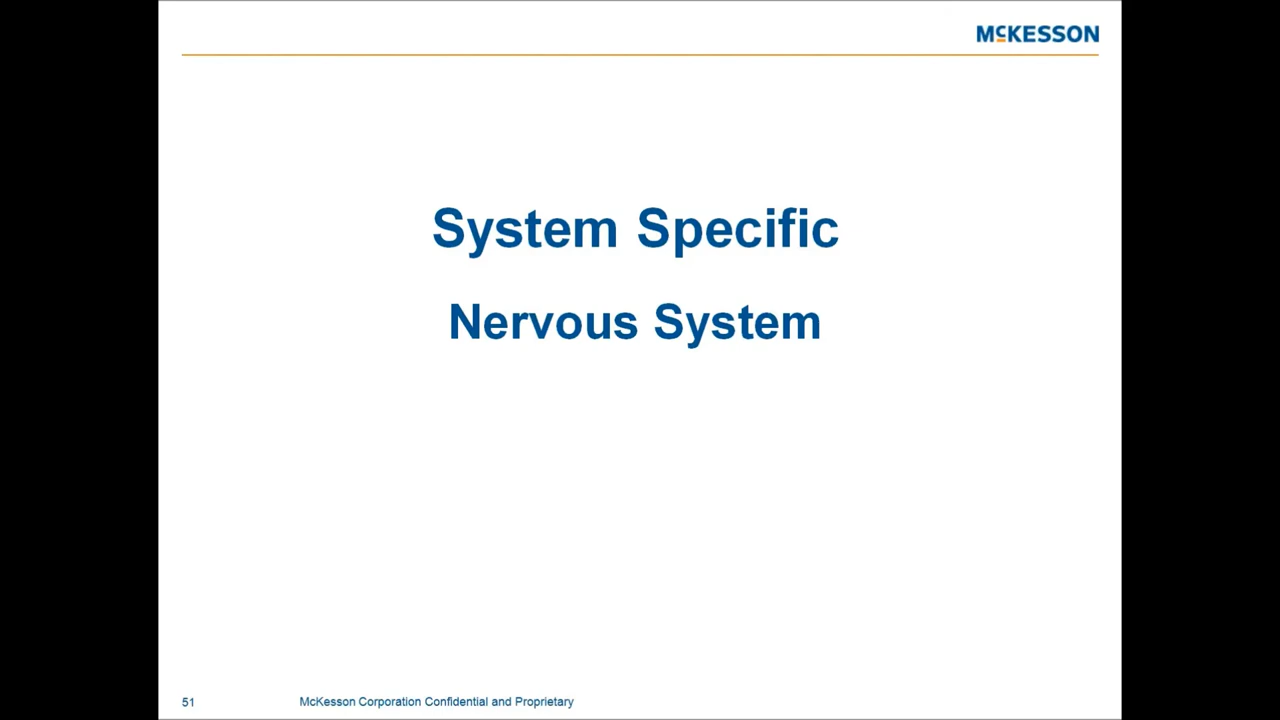 MCKESSON
System Specific
Nervous System
51
McKesson Corporation Confidential and Proprietary